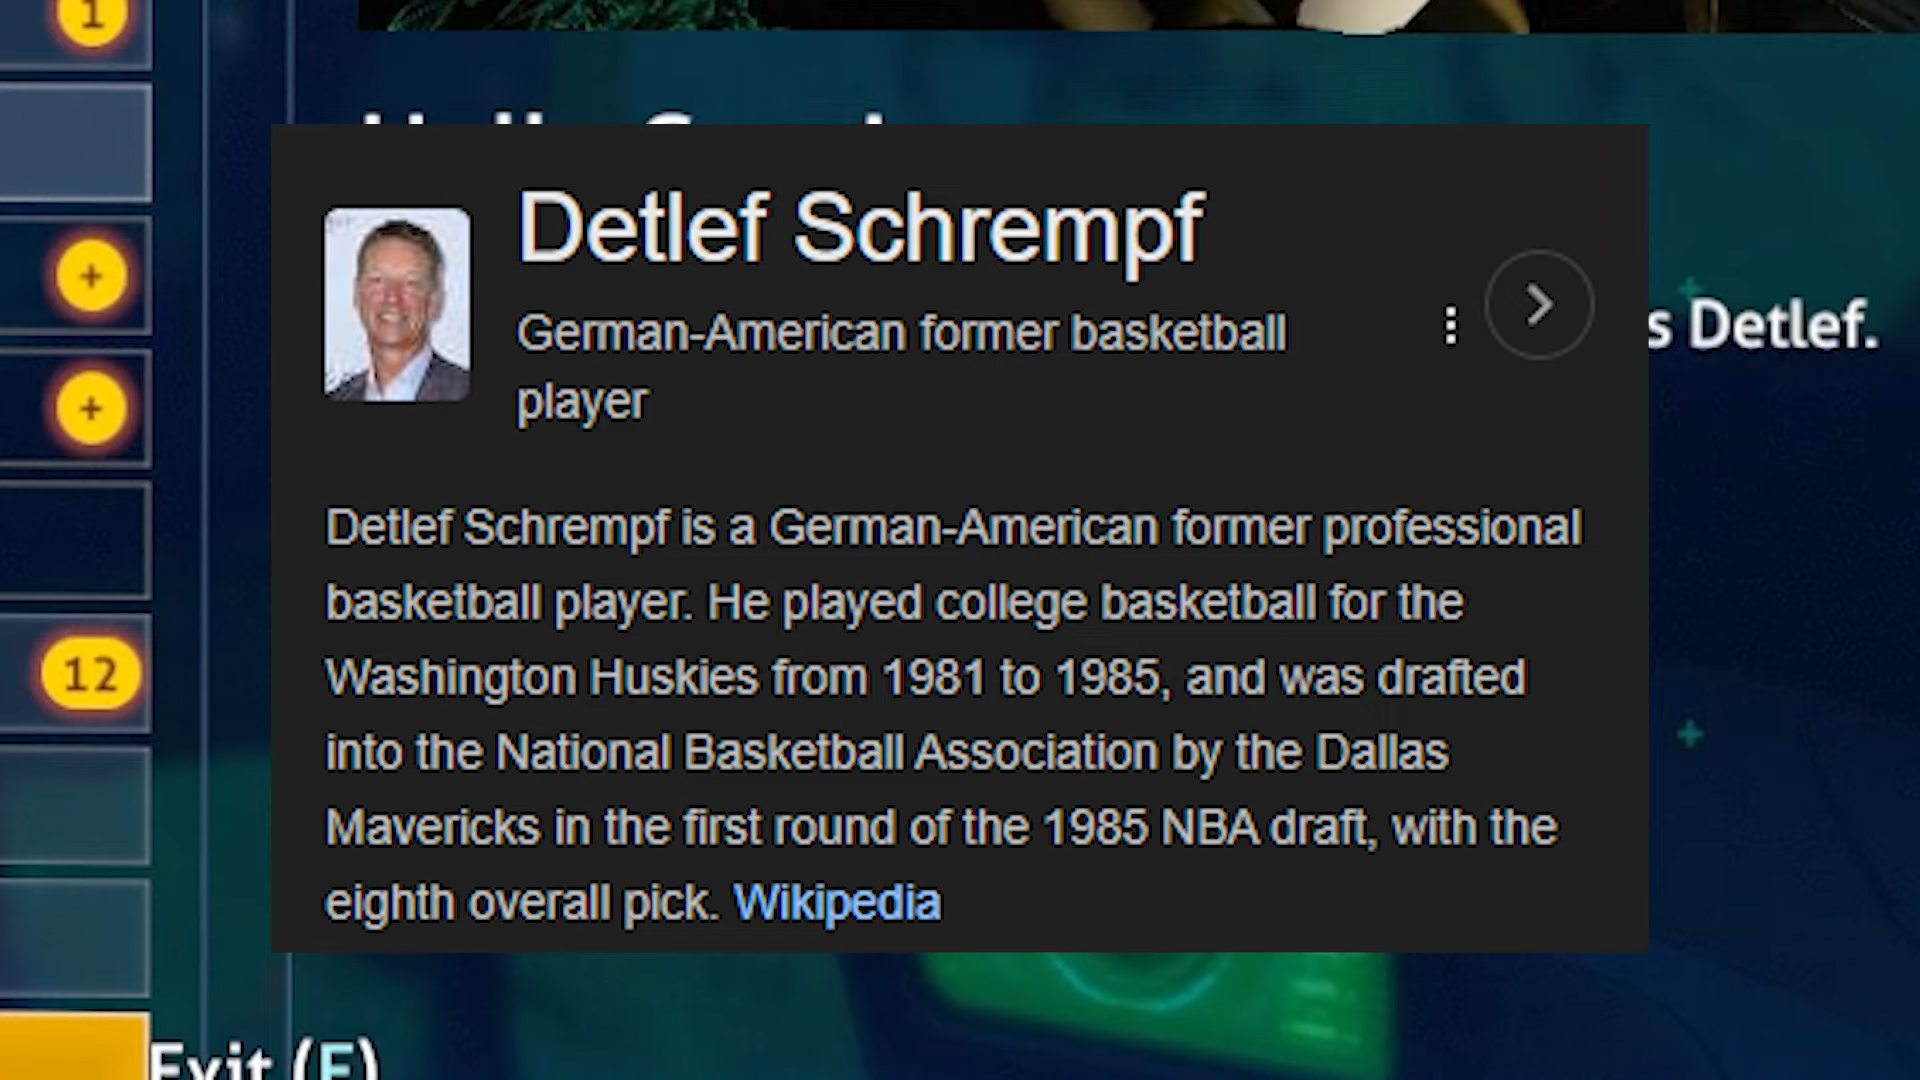 1
Detlef Schrempf
German-American former basketball
player
s Detlef.
+
+
Detlef Schrempf is a German-American former professional
basketball player. He played college basketball for the
Washington Huskies from 1981 to 1985, and was drafted
12
into the National Basketball Association by the Dallas
Mavericks in the first round of the 1985 NBA draft, with the
eighth overall pick. Wikipedia
Exit (F)